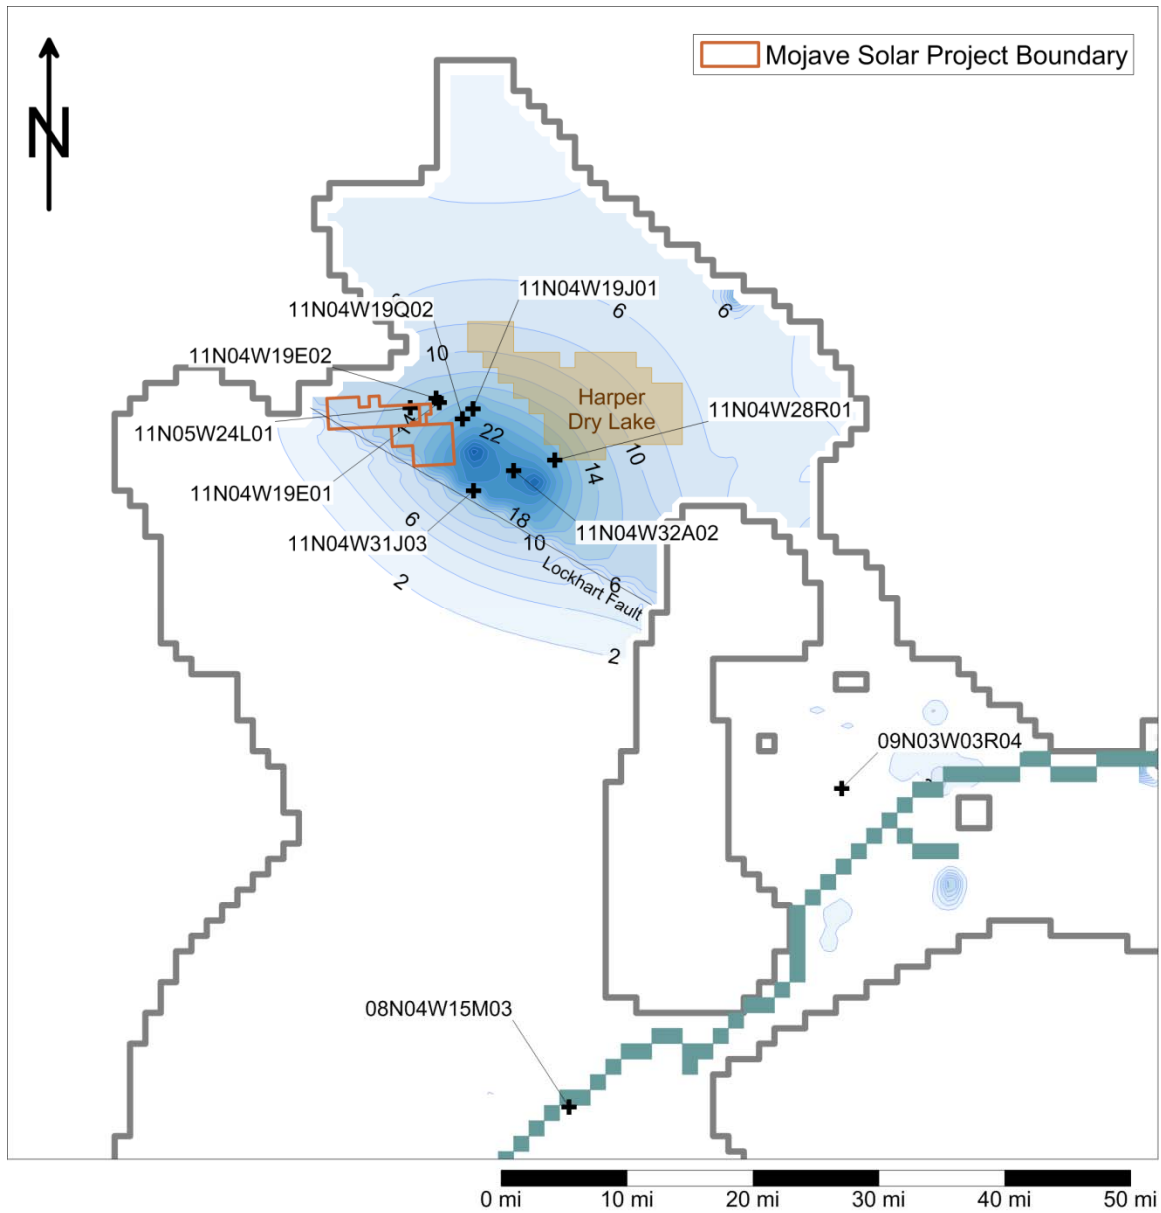 Mojave Solar Project Boundary
N
11N04W19J01
11N04W19Q02
6
6
10
11N04W19E02
Harper
Dry Lake
11N04W28R01
11N05W24L01
14
22
10
14
11N04W19E01
6
18
11N04W32A02
11N04W31J03
10
Lockhart Fault
6
2
2
09N03W03R04
08N04W15M03
0 mi 10 mi 20 mi 30 mi 40 mi 50 mi